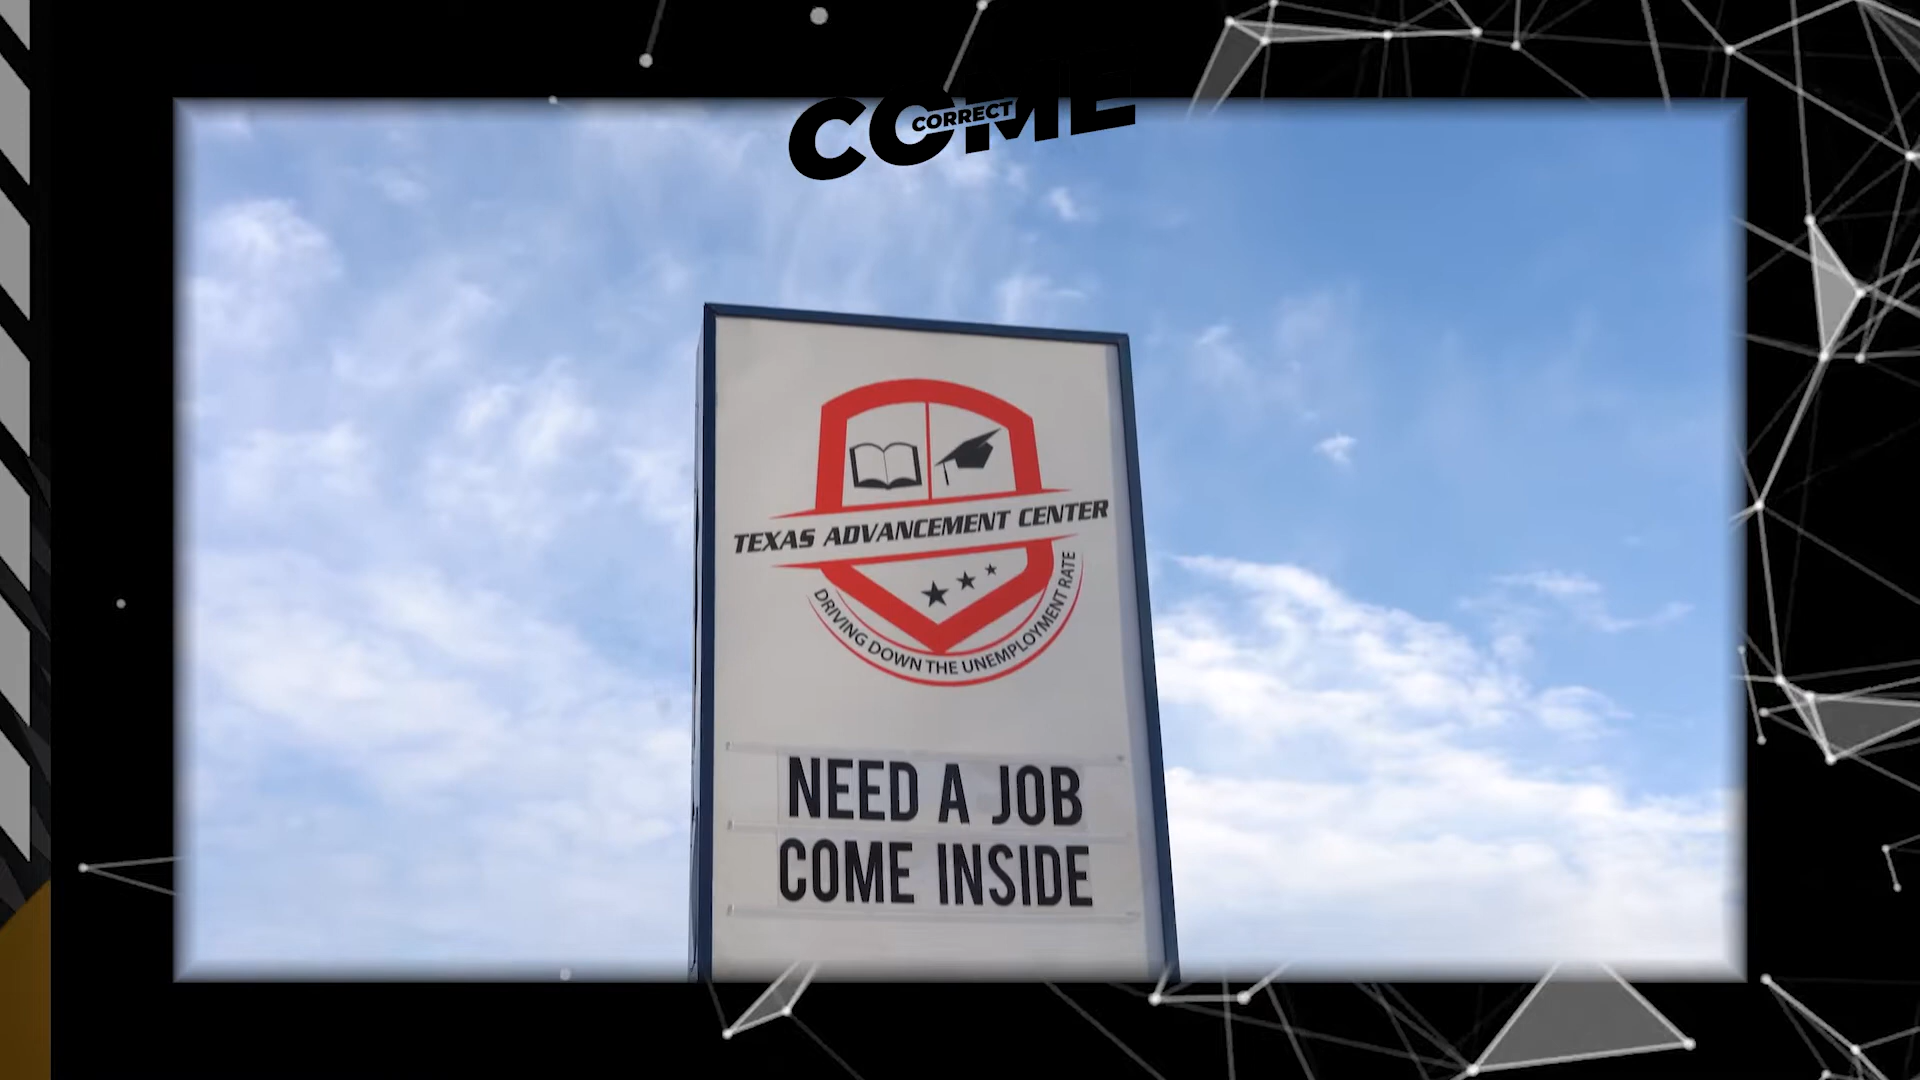 COME
CORRECT
TEXAS ADVANCEMENT CENTER
DRIVING DOWN THE UNEMPLOYMENT RATE
NEED A JOB
COME INSIDE